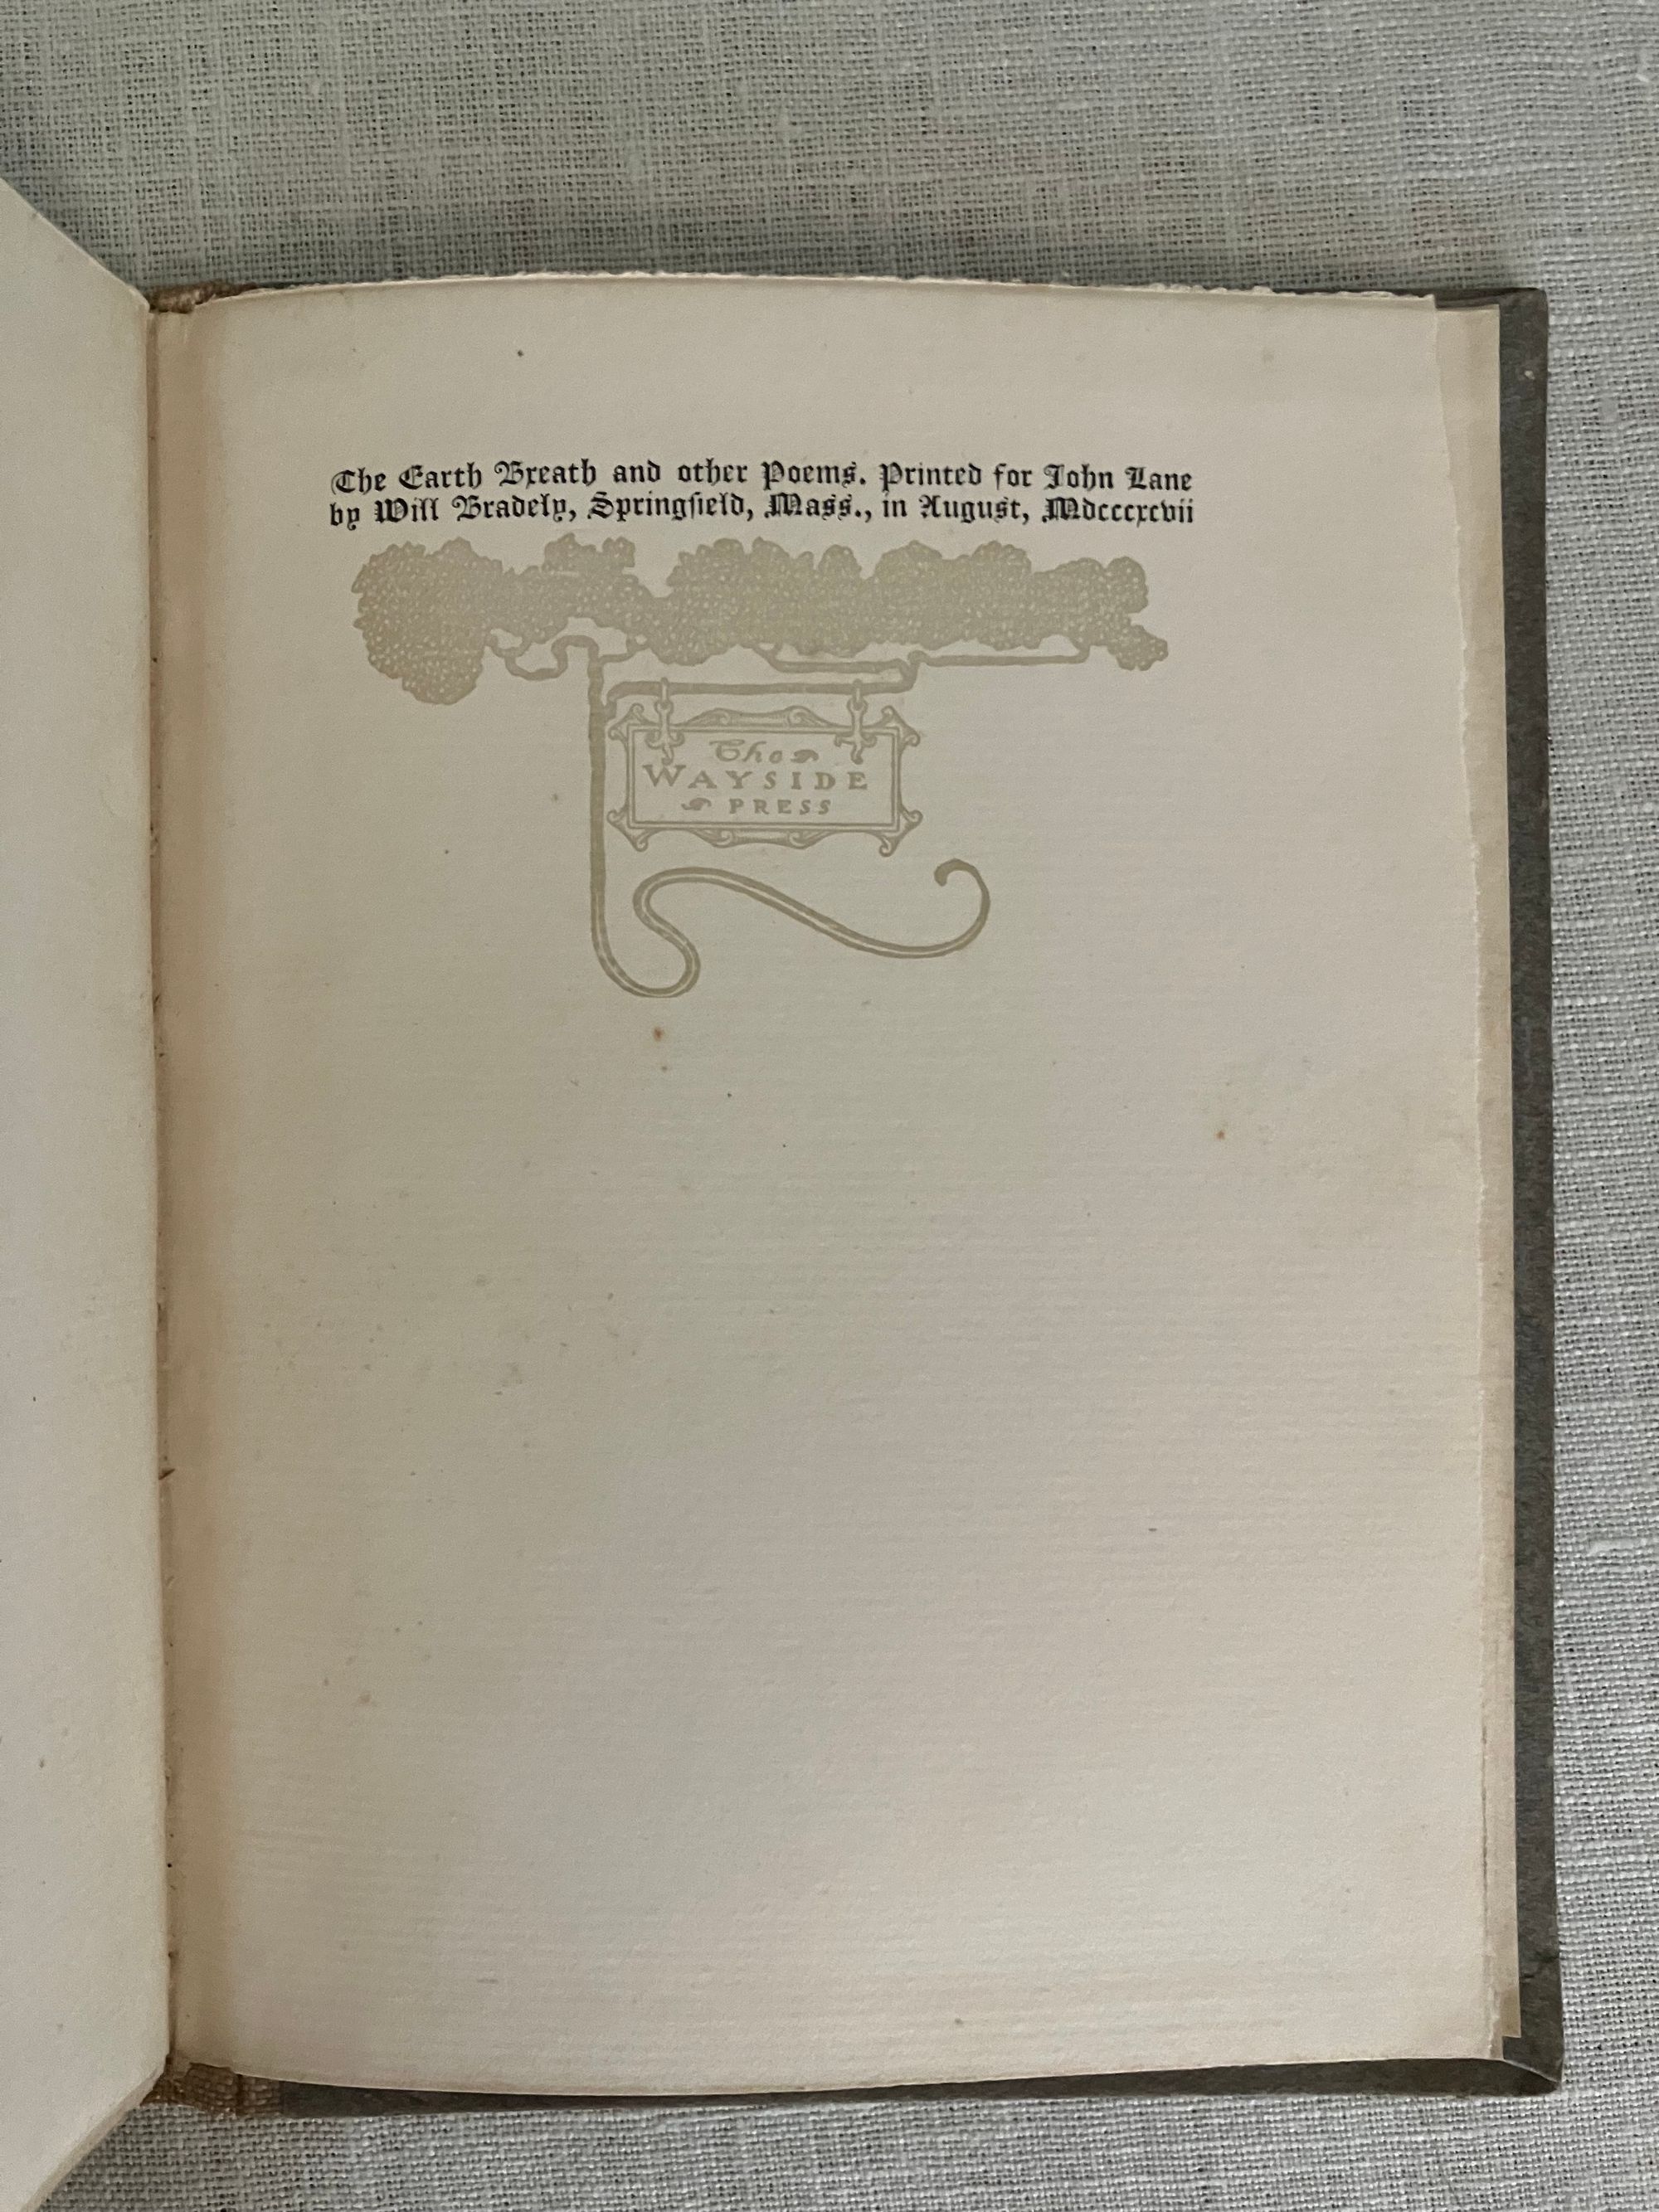 The Earth Breath and other Poems. Printed for John Lane
by Will Bradely, Springfield, Mass., in August, Mdcccxcvii
The
WAYSIDE
PRESS